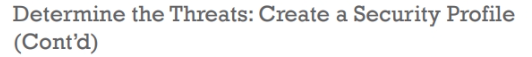 Determine the Threats: Create a Security Profile
(Cont’d)